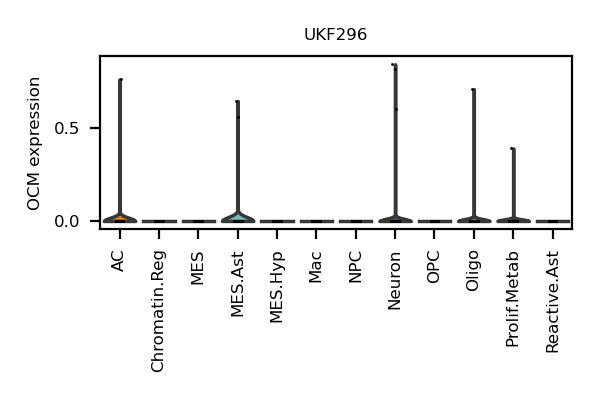 UKF296
OCM expression
0.5
0.0
AC
Chromatin.Reg
MES
MES.Ast
MES.Hyp
Mac
NPC
Neuron
OPC
Oligo
Prolif.Metab
Reactive.Ast